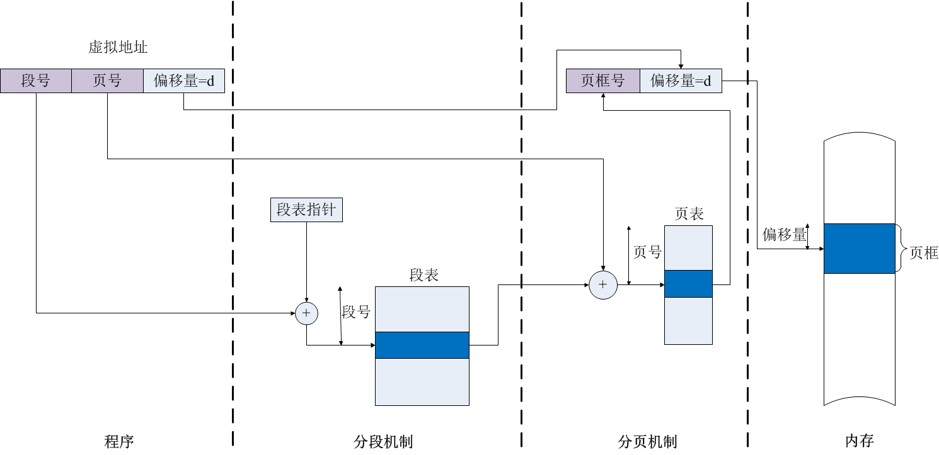 虚拟地址
段号 页号 偏移量=d
页框号 偏移量=d
段表指针
+
段号
段表
+
页号
页表
偏移量
页框
程序
分段机制
分页机制
内存